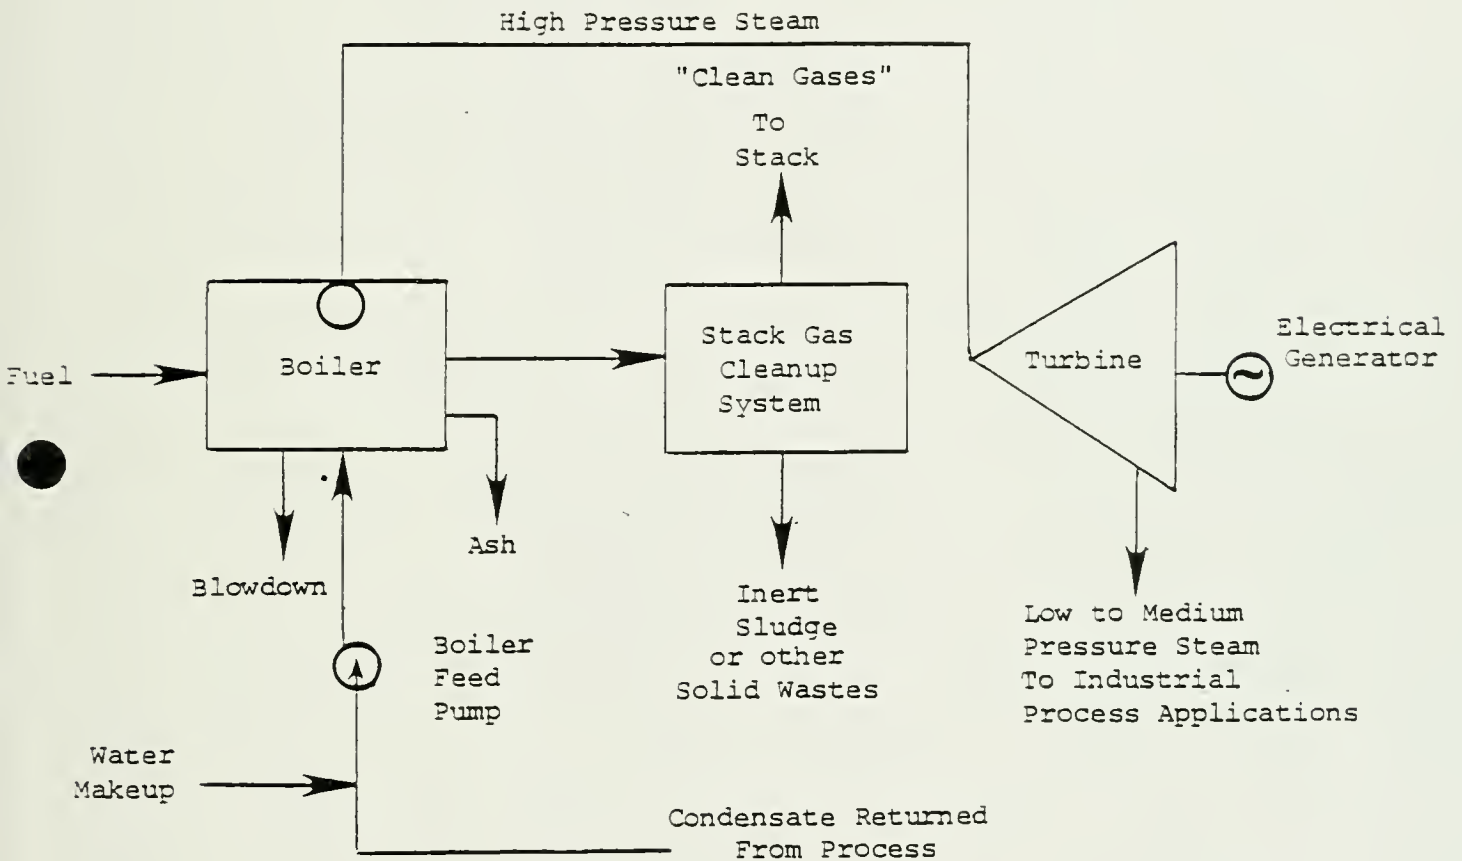 High Pressure Steam
"Clean Gases"
To
Stack
Fuel
Boiler
Stack Gas
Cleanup
System
Turbine
Electrical
Generator
Blowdown
Ash
Inert
Sludge
or other
Solid Wastes
Low to Medium
Pressure Steam
To Industrial
Process Applications
Boiler
Feed
Pump
Water
Makeup
Condensate Returned
From Process